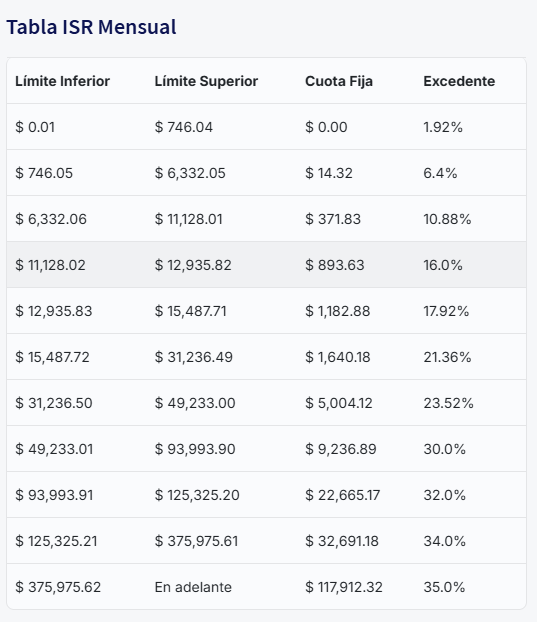 Tabla ISR Mensual
Límite Inferior Límite Superior Cuota Fija Excedente
$ 0.01 $ 746.04 $ 0.00 1.92%
$ 746.05 $ 6,332.05 $ 14.32 6.4%
$ 6,332.06 $ 11,128.01 $ 371.83 10.88%
$ 11,128.02 $ 12,935.82 $ 893.63 16.0%
$ 12,935.83 $ 15,487.71 $ 1,182.88 17.92%
$ 15,487.72 $ 31,236.49 $ 1,640.18 21.36%
$ 31,236.50 $ 49,233.00 $ 5,004.12 23.52%
$ 49,233.01 $ 93,993.90 $ 9,236.89 30.0%
$ 93,993.91 $ 125,325.20 $ 22,665.17 32.0%
$ 125,325.21 $ 375,975.61 $ 32,691.18 34.0%
$ 375,975.62 En adelante $ 117,912.32 35.0%